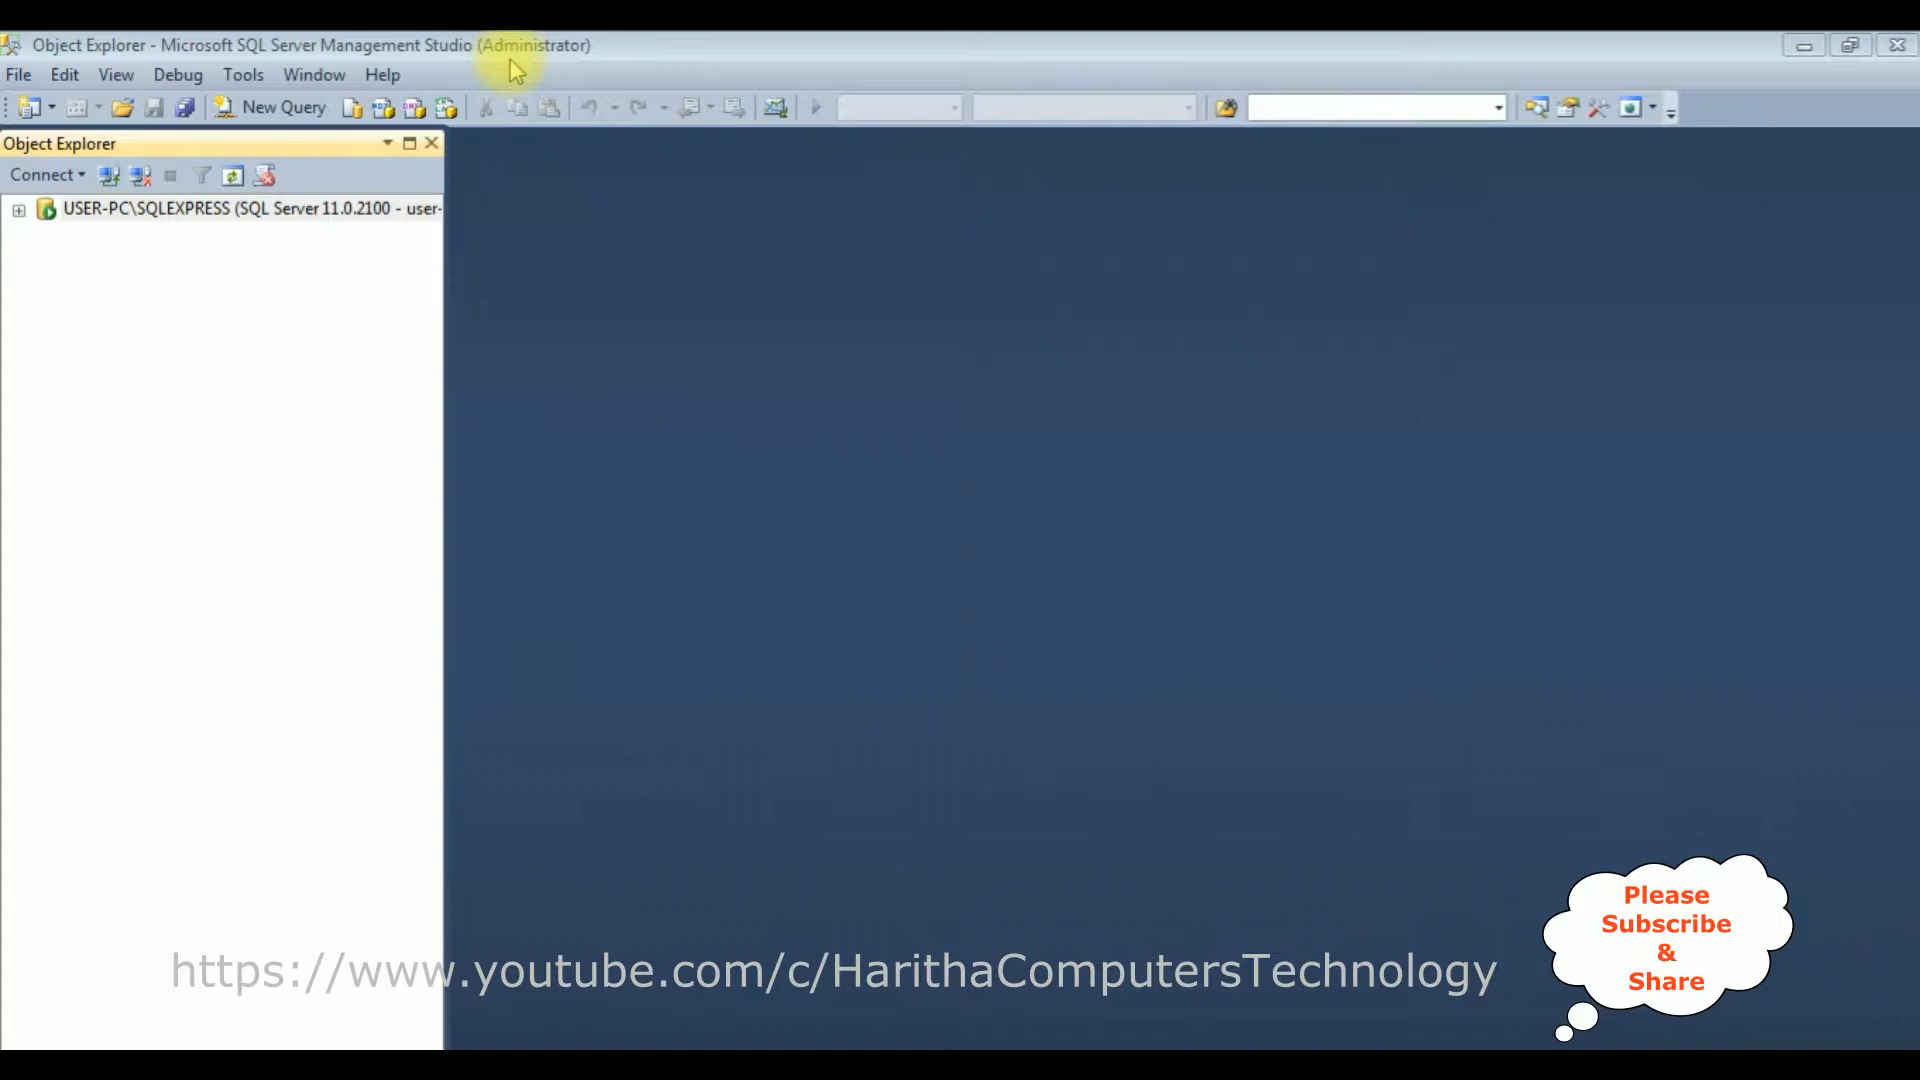 Object Explorer - Microsoft SQL Server Management Studio (Administrator)
File Edit View Debug Tools Window Help
New Query
Object Explorer
Connect
USER-PC\SQLEXPRESS (SQL Server 11.0.2100 - user-
https://www.youtube.com/c/HarithaComputersTechnology
Please
Subscribe
&
Share